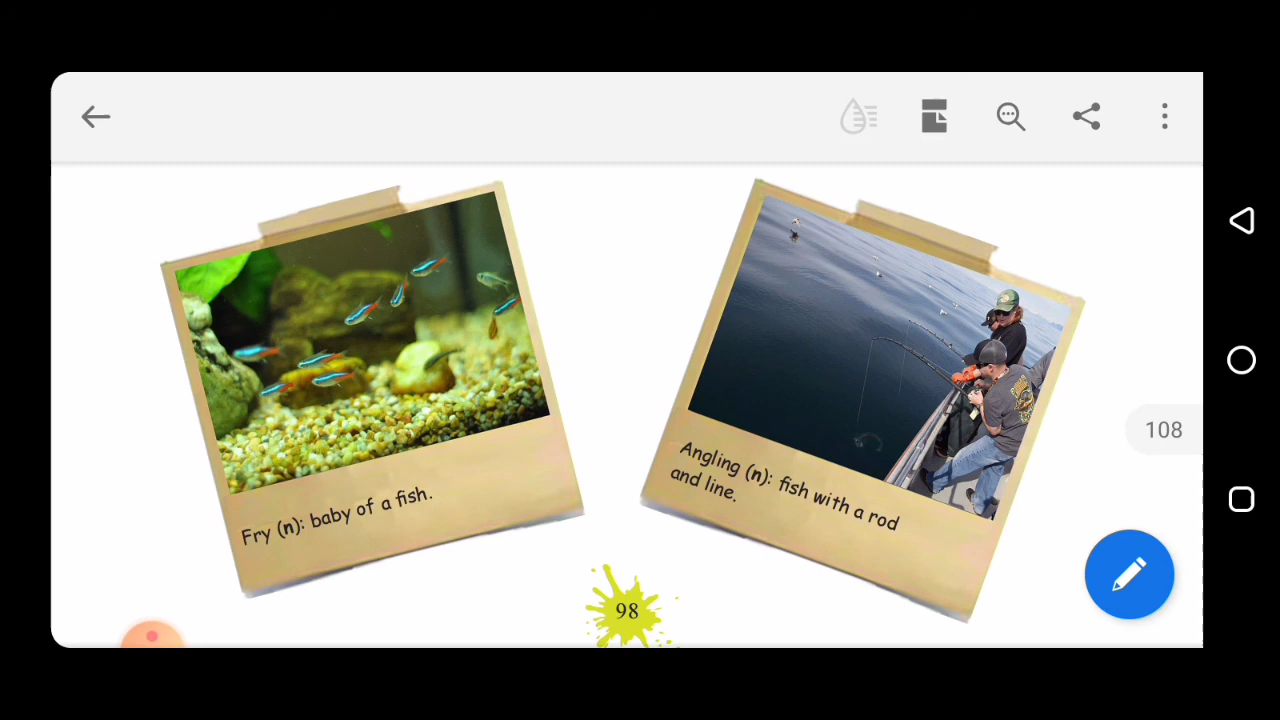 108
Fry (n): baby of a fish.
Angling (n): fish with a rod
and line.
98